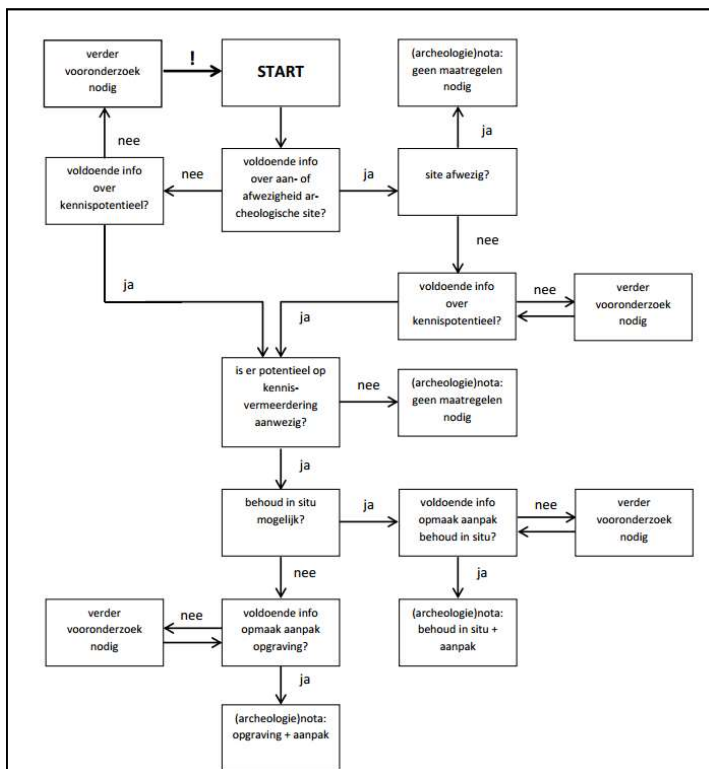 verder
vooronderzoek
nodig
!
START
(archeologie)nota:
geen maatregelen
nodig
nee
ja
voldoende info
over
kennispotentieel?
nee
voldoende info
over aan- of
afwezigheid ar-
cheologische site?
ja
site afwezig?
nee
ja
voldoende info
over
kennispotentieel?
nee
verder
vooronderzoek
nodig
ja
is er potentieel op
kennis-
vermeerdering
aanwezig?
nee
(archeologie)nota:
geen maatregelen
nodig
ja
behoud in situ
mogelijk?
ja
voldoende info
opmaak aanpak
behoud in situ?
nee
verder
vooronderzoek
nodig
nee
ja
verder
vooronderzoek
nodig
nee
voldoende info
opmaak aanpak
opgraving?
(archeologie)nota:
behoud in situ +
aanpak
ja
(archeologie)nota:
opgraving + aanpak